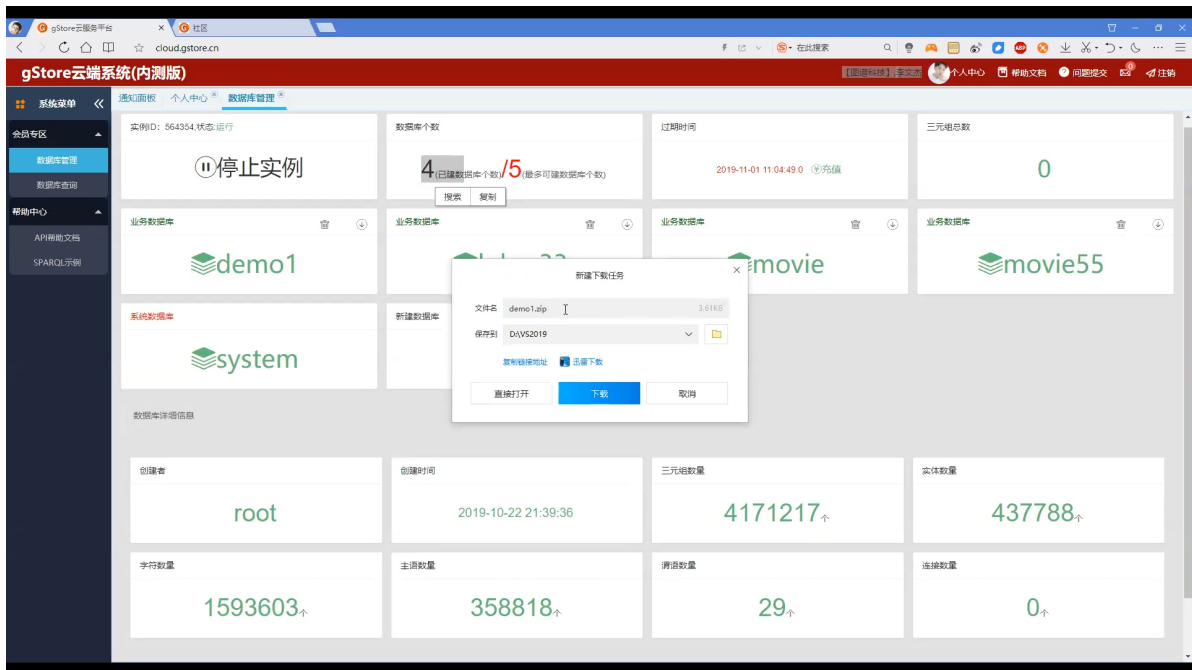 gStore云服务平台
社区
cloud.gstore.cn
在此搜索
gStore云端系统(内测版)
【图谱科技】,李文杰
个人中心
帮助文档
问题提交
0
注销
系统菜单
通知面板
个人中心
数据库管理
会员专区
数据库管理
数据库查询
帮助中心
API帮助文档
SPARQL示例
实例ID：564354,状态:运行
停止实例
数据库个数
4(已建数据库个数)/5(最多可建数据库个数)
搜索
复制
过期时间
2019-11-01 11:04:49.0
充值
三元组总数
0
业务数据库
demo1
业务数据库
业务数据库
movie
业务数据库
movie55
系统数据库
system
新建数据库
新建下载任务
文件名
demo1.zip
3.61KB
保存到
D:\VS2019
复制链接地址
迅雷下载
直接打开
下载
取消
数据库详细信息
创建者
root
创建时间
2019-10-22 21:39:36
三元组数量
4171217个
实体数量
437788个
字符数量
1593603个
主语数量
358818个
谓语数量
29个
连接数量
0个